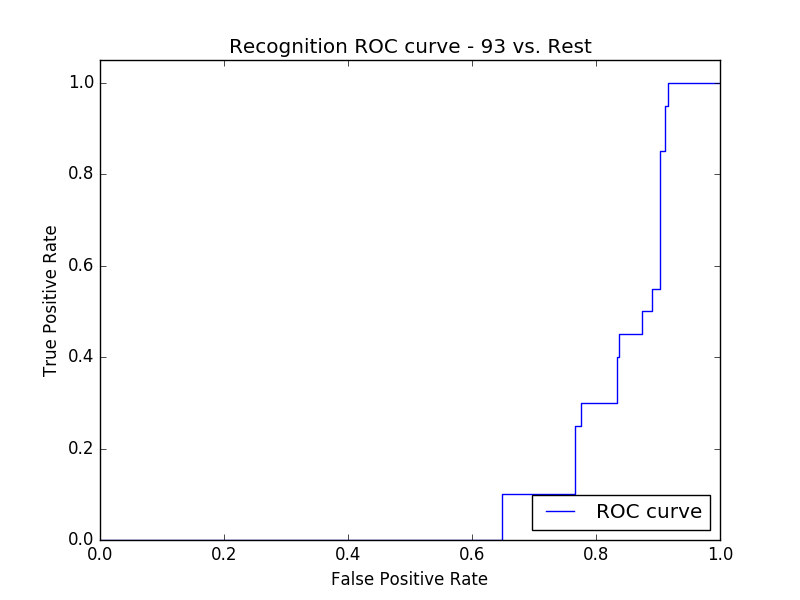 Recognition ROC curve - 93 vs. Rest
1.0
0.8
0.6
0.4
0.2
0.0
True Positive Rate
ROC curve
0.0 0.2 0.4 0.6 0.8 1.0
False Positive Rate